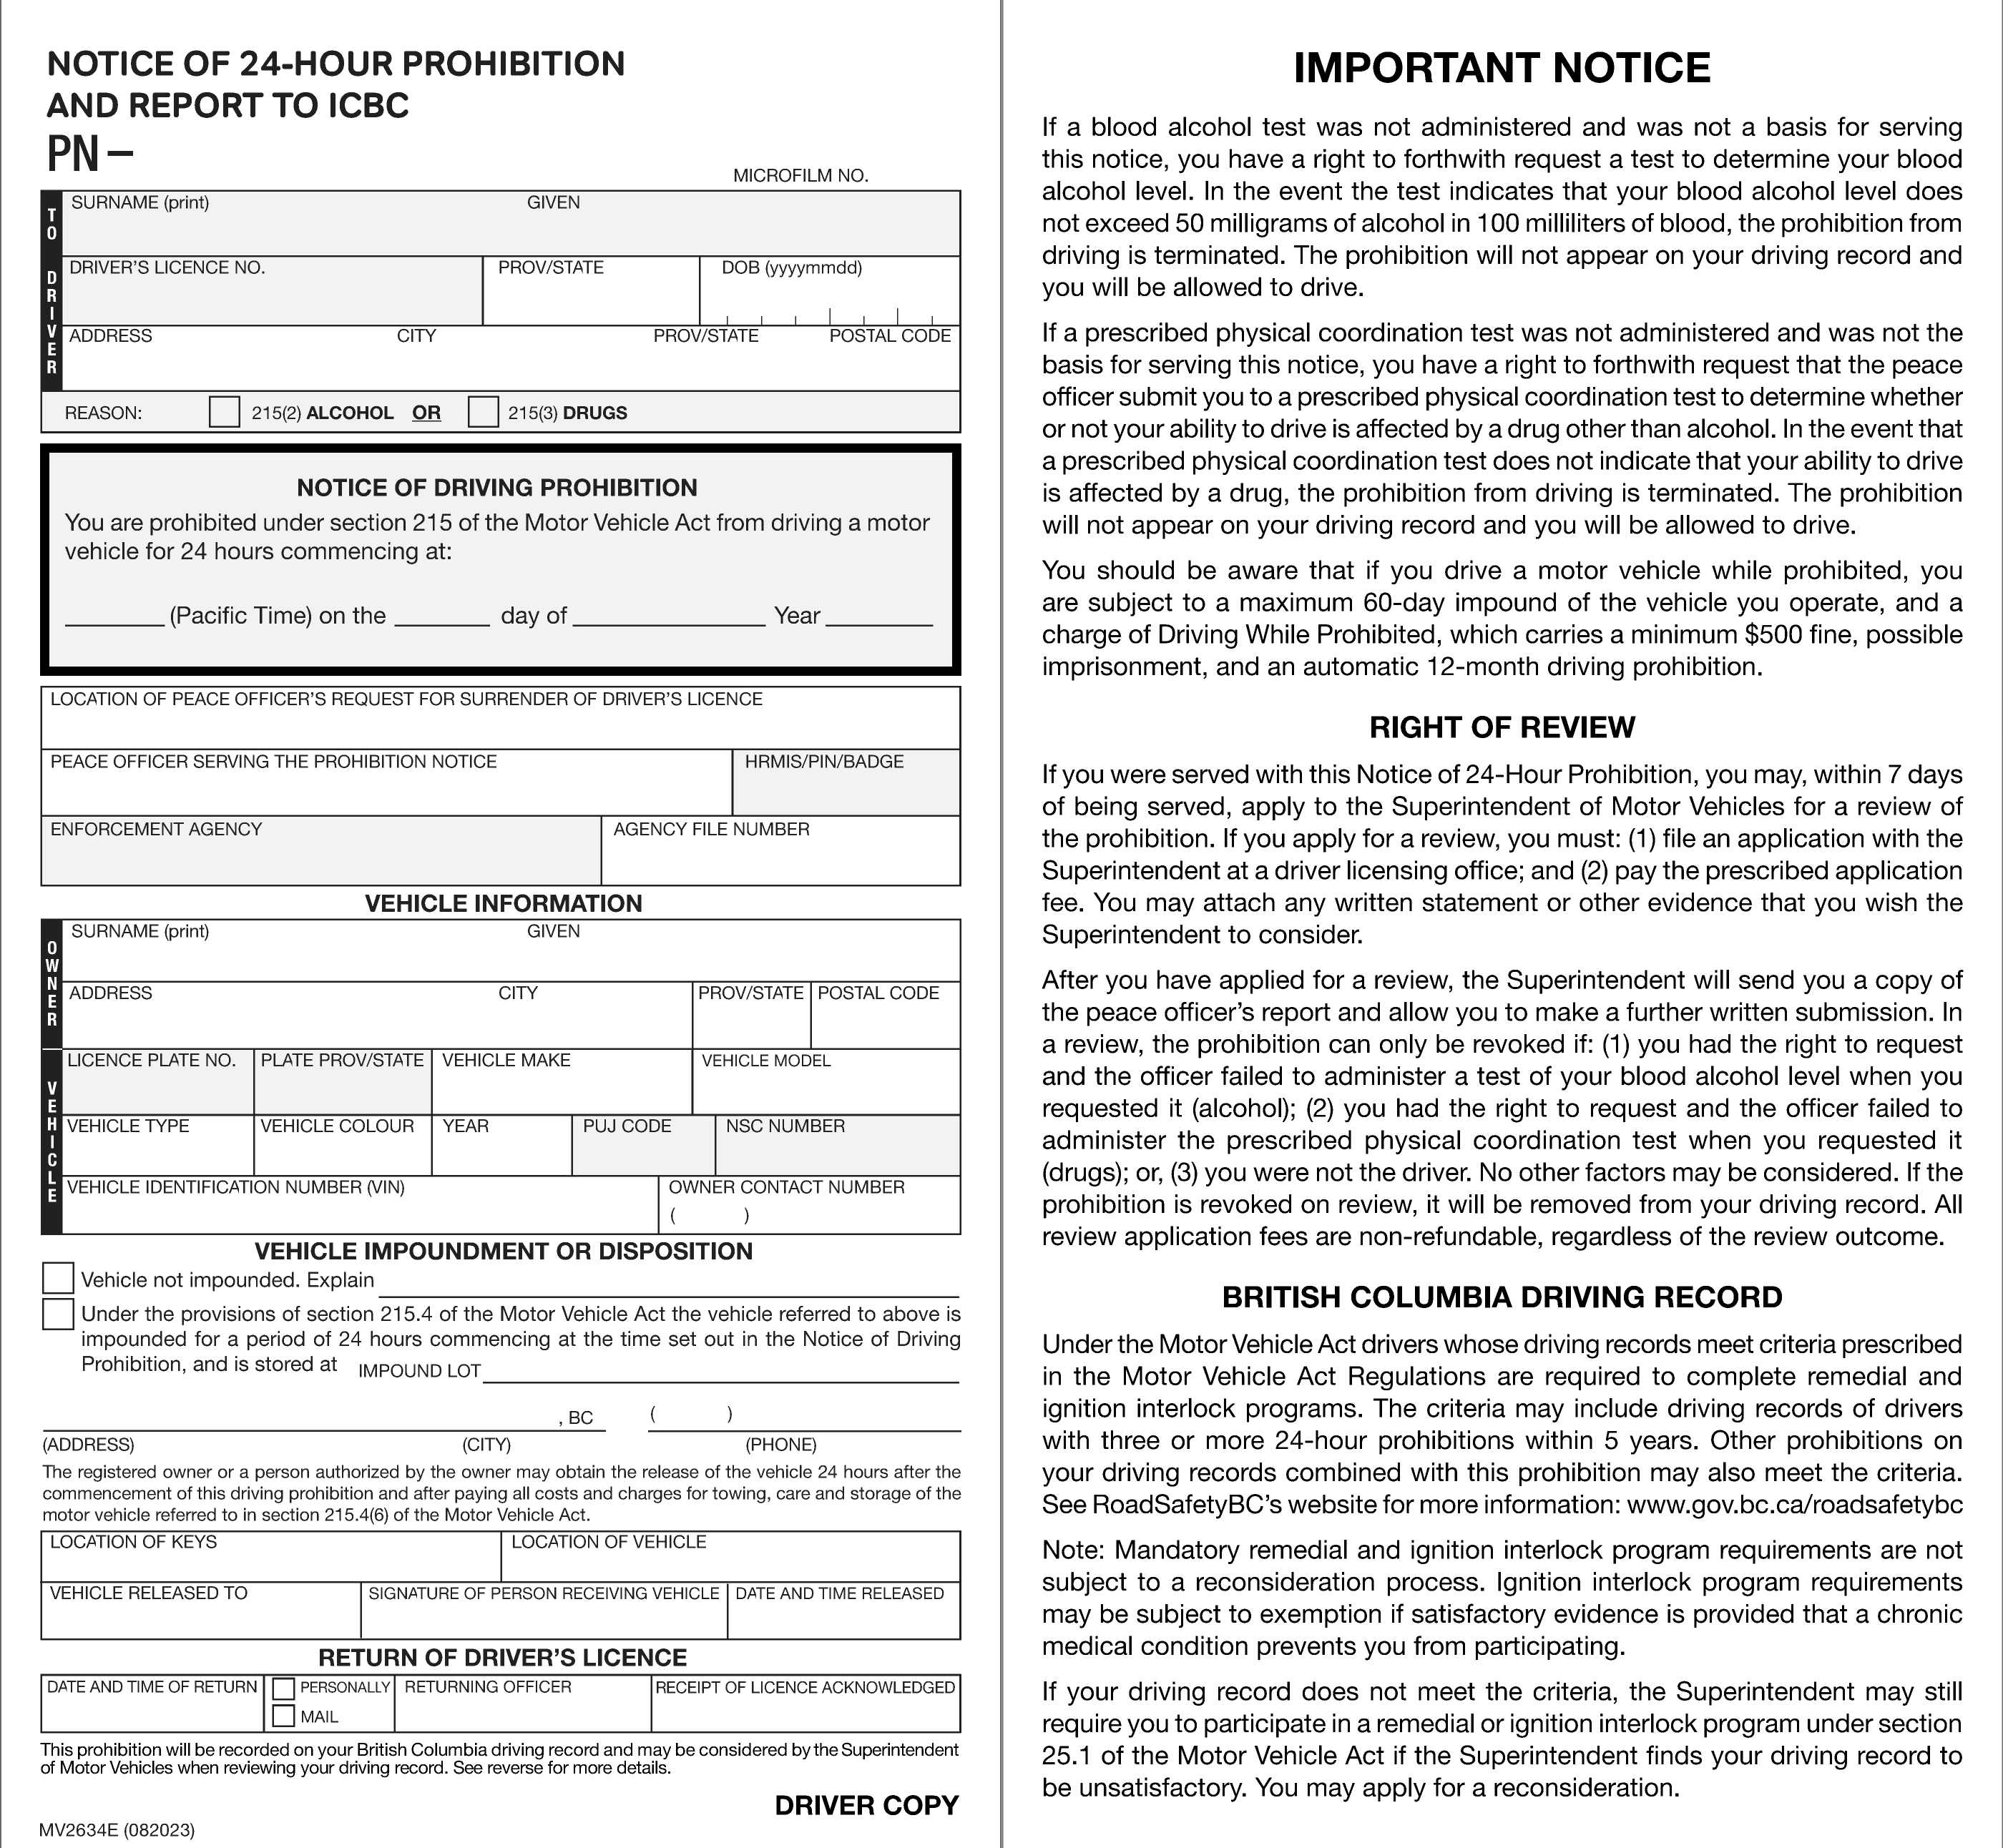 NOTICE OF 24-HOUR PROHIBITION
AND REPORT TO ICBC
PN –
MICROFILM NO.
TO DRIVER
SURNAME (print) GIVEN
DRIVER'S LICENCE NO. PROV/STATE DOB (yyyymmdd)
ADDRESS CITY PROV/STATE POSTAL CODE
REASON: 215(2) ALCOHOL OR 215(3) DRUGS
NOTICE OF DRIVING PROHIBITION
You are prohibited under section 215 of the Motor Vehicle Act from driving a motor
vehicle for 24 hours commencing at:
________ (Pacific Time) on the ________ day of ________________ Year ________
LOCATION OF PEACE OFFICER'S REQUEST FOR SURRENDER OF DRIVER'S LICENCE
PEACE OFFICER SERVING THE PROHIBITION NOTICE HRMIS/PIN/BADGE
ENFORCEMENT AGENCY AGENCY FILE NUMBER
VEHICLE INFORMATION
OWNER
SURNAME (print) GIVEN
ADDRESS CITY PROV/STATE POSTAL CODE
VEHICLE
LICENCE PLATE NO. PLATE PROV/STATE VEHICLE MAKE VEHICLE MODEL
VEHICLE TYPE VEHICLE COLOUR YEAR PUJ CODE NSC NUMBER
VEHICLE IDENTIFICATION NUMBER (VIN) OWNER CONTACT NUMBER
( )
VEHICLE IMPOUNDMENT OR DISPOSITION
Vehicle not impounded. Explain
Under the provisions of section 215.4 of the Motor Vehicle Act the vehicle referred to above is
impounded for a period of 24 hours commencing at the time set out in the Notice of Driving
Prohibition, and is stored at IMPOUND LOT
, BC ( )
(ADDRESS) (CITY) (PHONE)
The registered owner or a person authorized by the owner may obtain the release of the vehicle 24 hours after the
commencement of this driving prohibition and after paying all costs and charges for towing, care and storage of the
motor vehicle referred to in section 215.4(6) of the Motor Vehicle Act.
LOCATION OF KEYS LOCATION OF VEHICLE
VEHICLE RELEASED TO SIGNATURE OF PERSON RECEIVING VEHICLE DATE AND TIME RELEASED
RETURN OF DRIVER'S LICENCE
DATE AND TIME OF RETURN PERSONALLY RETURNING OFFICER RECEIPT OF LICENCE ACKNOWLEDGED
MAIL
This prohibition will be recorded on your British Columbia driving record and may be considered by the Superintendent
of Motor Vehicles when reviewing your driving record. See reverse for more details.
DRIVER COPY
MV2634E (082023)
IMPORTANT NOTICE
If a blood alcohol test was not administered and was not a basis for serving
this notice, you have a right to forthwith request a test to determine your blood
alcohol level. In the event the test indicates that your blood alcohol level does
not exceed 50 milligrams of alcohol in 100 milliliters of blood, the prohibition from
driving is terminated. The prohibition will not appear on your driving record and
you will be allowed to drive.
If a prescribed physical coordination test was not administered and was not the
basis for serving this notice, you have a right to forthwith request that the peace
officer submit you to a prescribed physical coordination test to determine whether
or not your ability to drive is affected by a drug other than alcohol. In the event that
a prescribed physical coordination test does not indicate that your ability to drive
is affected by a drug, the prohibition from driving is terminated. The prohibition
will not appear on your driving record and you will be allowed to drive.
You should be aware that if you drive a motor vehicle while prohibited, you
are subject to a maximum 60-day impound of the vehicle you operate, and a
charge of Driving While Prohibited, which carries a minimum $500 fine, possible
imprisonment, and an automatic 12-month driving prohibition.
RIGHT OF REVIEW
If you were served with this Notice of 24-Hour Prohibition, you may, within 7 days
of being served, apply to the Superintendent of Motor Vehicles for a review of
the prohibition. If you apply for a review, you must: (1) file an application with the
Superintendent at a driver licensing office; and (2) pay the prescribed application
fee. You may attach any written statement or other evidence that you wish the
Superintendent to consider.
After you have applied for a review, the Superintendent will send you a copy of
the peace officer's report and allow you to make a further written submission. In
a review, the prohibition can only be revoked if: (1) you had the right to request
and the officer failed to administer a test of your blood alcohol level when you
requested it (alcohol); (2) you had the right to request and the officer failed to
administer the prescribed physical coordination test when you requested it
(drugs); or, (3) you were not the driver. No other factors may be considered. If the
prohibition is revoked on review, it will be removed from your driving record. All
review application fees are non-refundable, regardless of the review outcome.
BRITISH COLUMBIA DRIVING RECORD
Under the Motor Vehicle Act drivers whose driving records meet criteria prescribed
in the Motor Vehicle Act Regulations are required to complete remedial and
ignition interlock programs. The criteria may include driving records of drivers
with three or more 24-hour prohibitions within 5 years. Other prohibitions on
your driving records combined with this prohibition may also meet the criteria.
See RoadSafetyBC's website for more information: www.gov.bc.ca/roadsafetybc
Note: Mandatory remedial and ignition interlock program requirements are not
subject to a reconsideration process. Ignition interlock program requirements
may be subject to exemption if satisfactory evidence is provided that a chronic
medical condition prevents you from participating.
If your driving record does not meet the criteria, the Superintendent may still
require you to participate in a remedial or ignition interlock program under section
25.1 of the Motor Vehicle Act if the Superintendent finds your driving record to
be unsatisfactory. You may apply for a reconsideration.